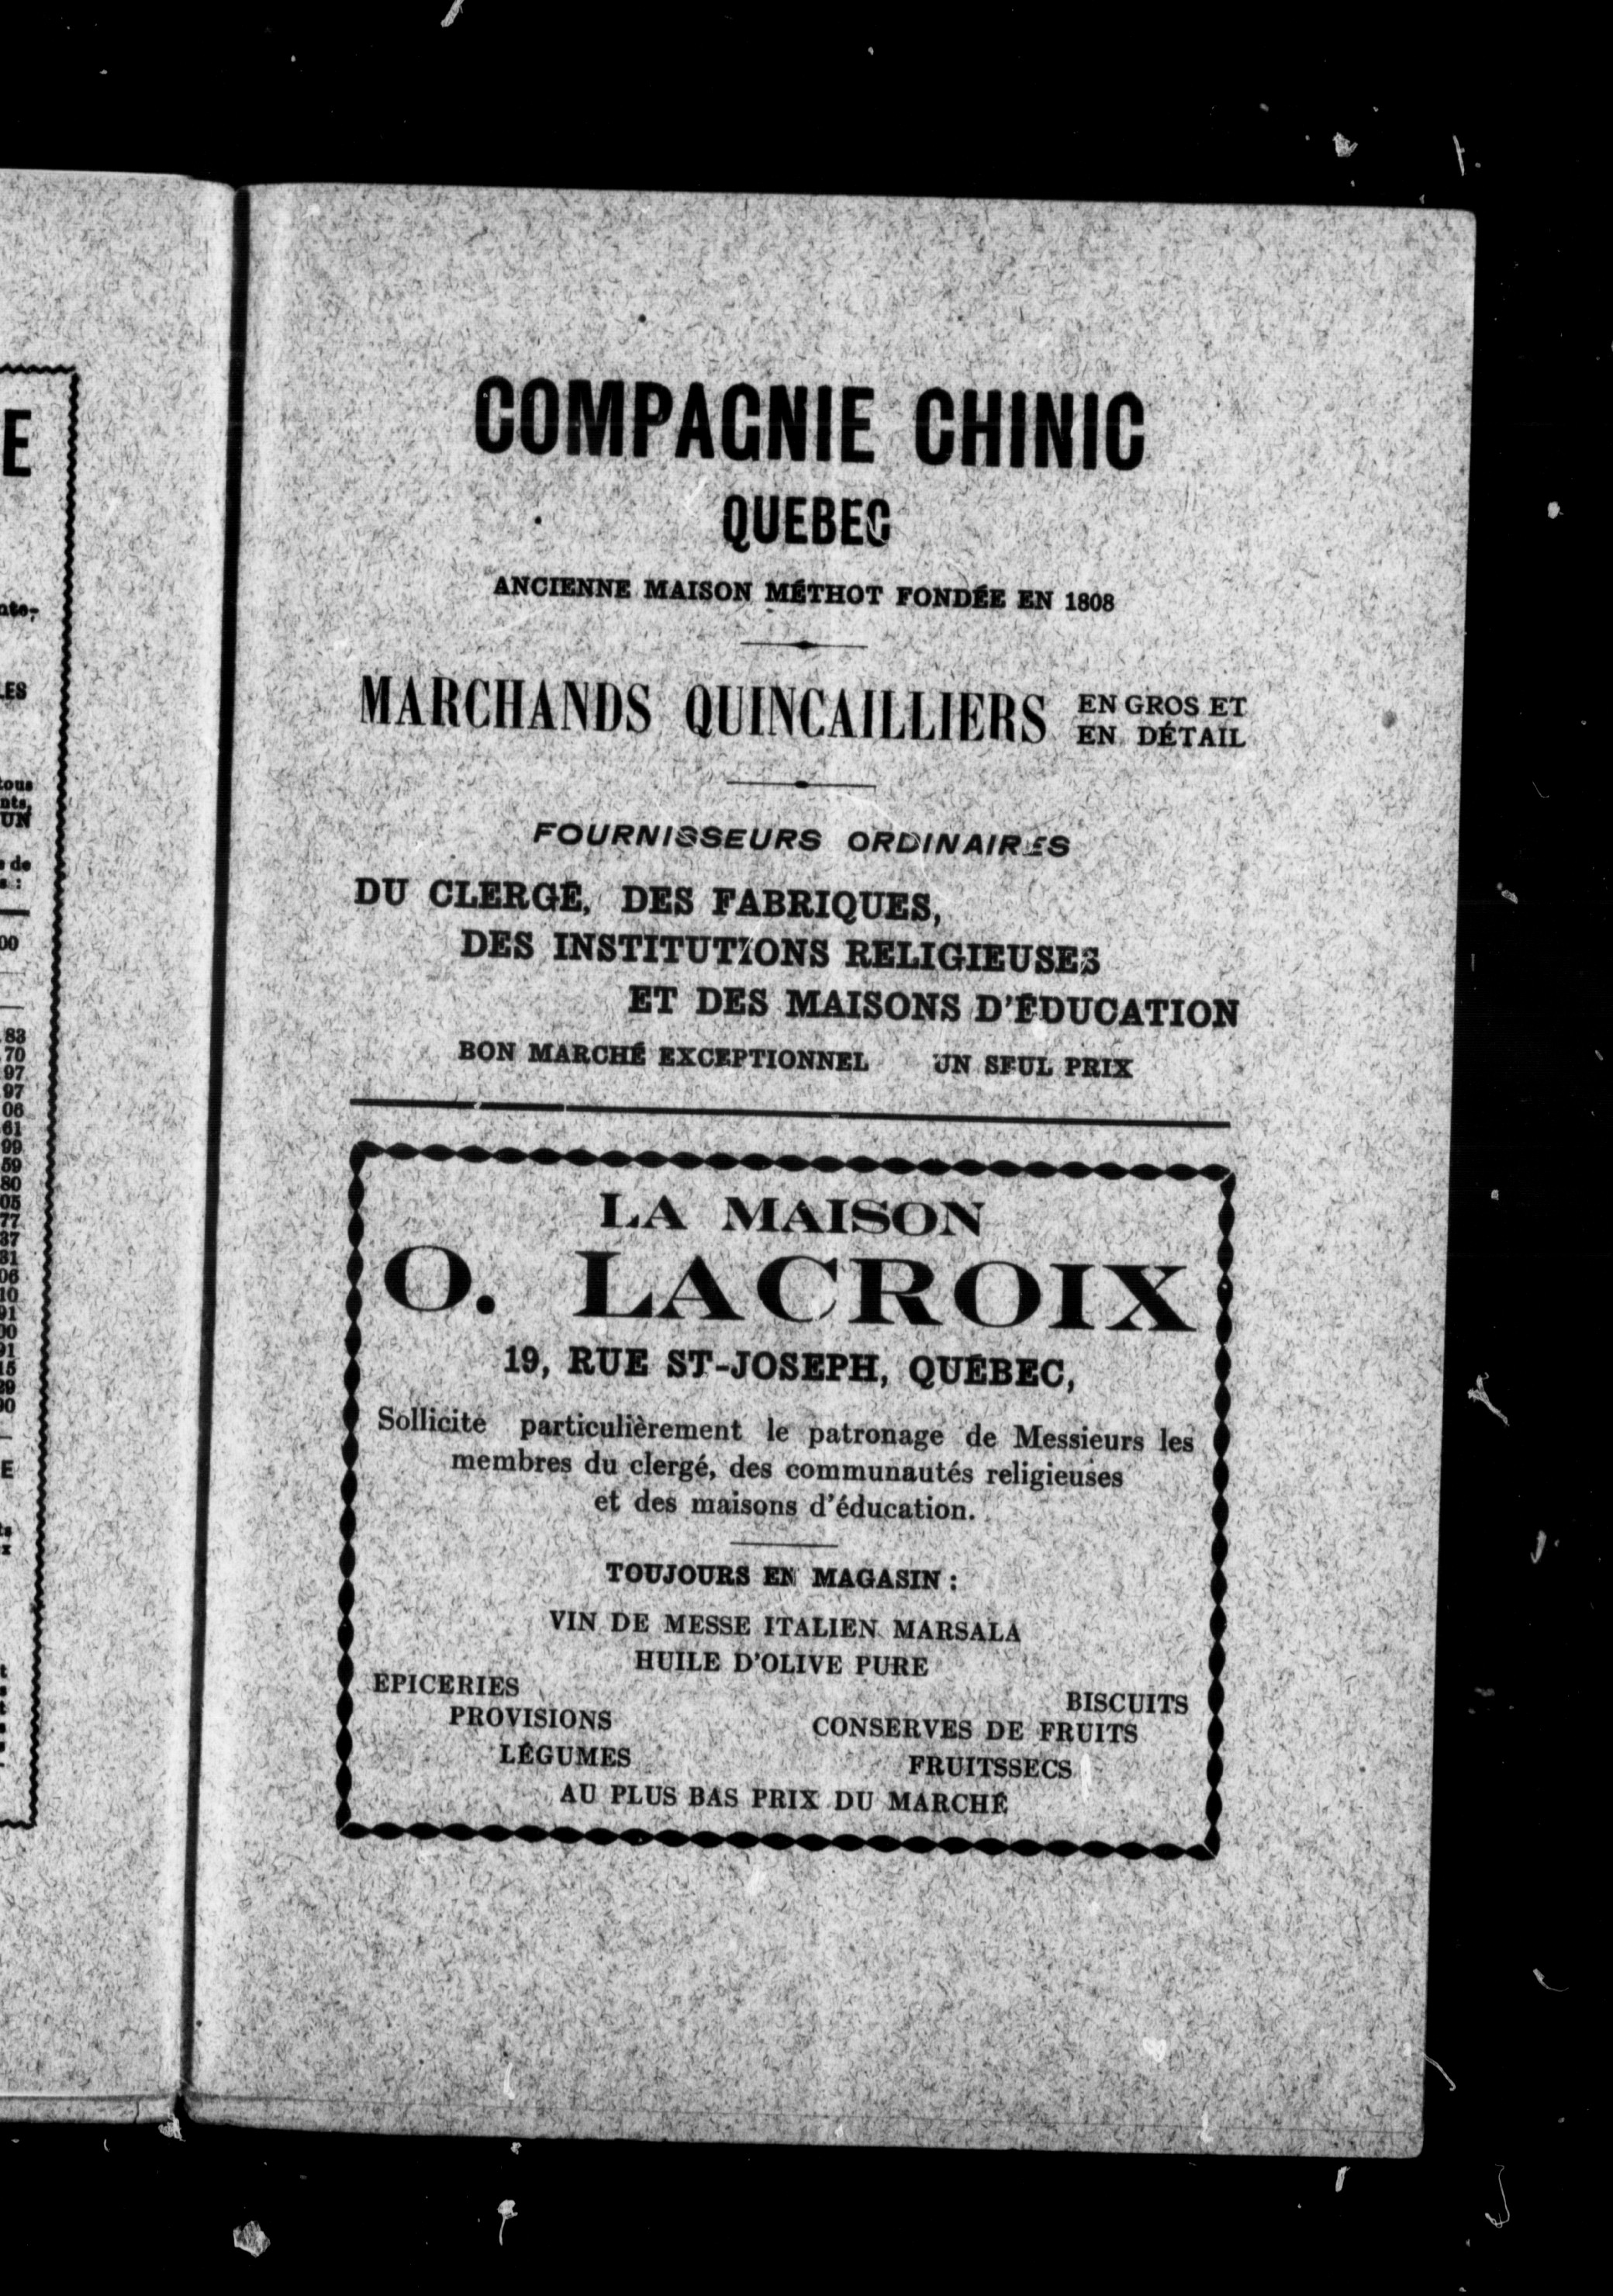 COMPAGNIE CHINIC
QUEBEC
ANCIENNE MAISON MÉTHOT FONDÉE EN 1808
MARCHANDS QUINCAILLIERS EN GROS ET
EN DÉTAIL
FOURNISSEURS ORDINAIRES
DU CLERGÉ, DES FABRIQUES,
DES INSTITUTIONS RELIGIEUSES
ET DES MAISONS D'ÉDUCATION
BON MARCHÉ EXCEPTIONNEL UN SEUL PRIX
LA MAISON
O. LACROIX
19, RUE ST-JOSEPH, QUÉBEC,
Sollicite particulièrement le patronage de Messieurs les
membres du clergé, des communautés religieuses
et des maisons d'éducation.
TOUJOURS EN MAGASIN :
VIN DE MESSE ITALIEN MARSALA
HUILE D'OLIVE PURE
EPICERIES BISCUITS
PROVISIONS CONSERVES DE FRUITS
LÉGUMES FRUITSSECS
AU PLUS BAS PRIX DU MARCHÉ